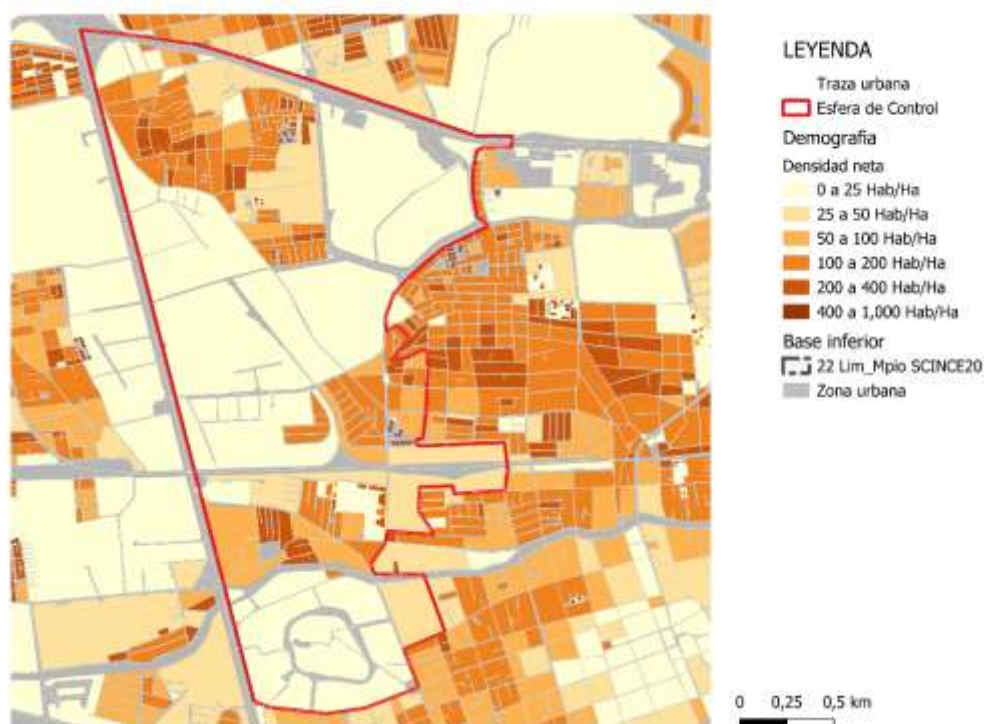 LEYENDA
Traza urbana
Esfera de Control
Demografia
Densidad neta
0 a 25 Hab/Ha
25 a 50 Hab/Ha
50 a 100 Hab/Ha
100 a 200 Hab/Ha
200 a 400 Hab/Ha
400 a 1,000 Hab/Ha
Base inferior
22 Lim_Mpio SCINCE20
Zona urbana
0 0,25 0,5 km